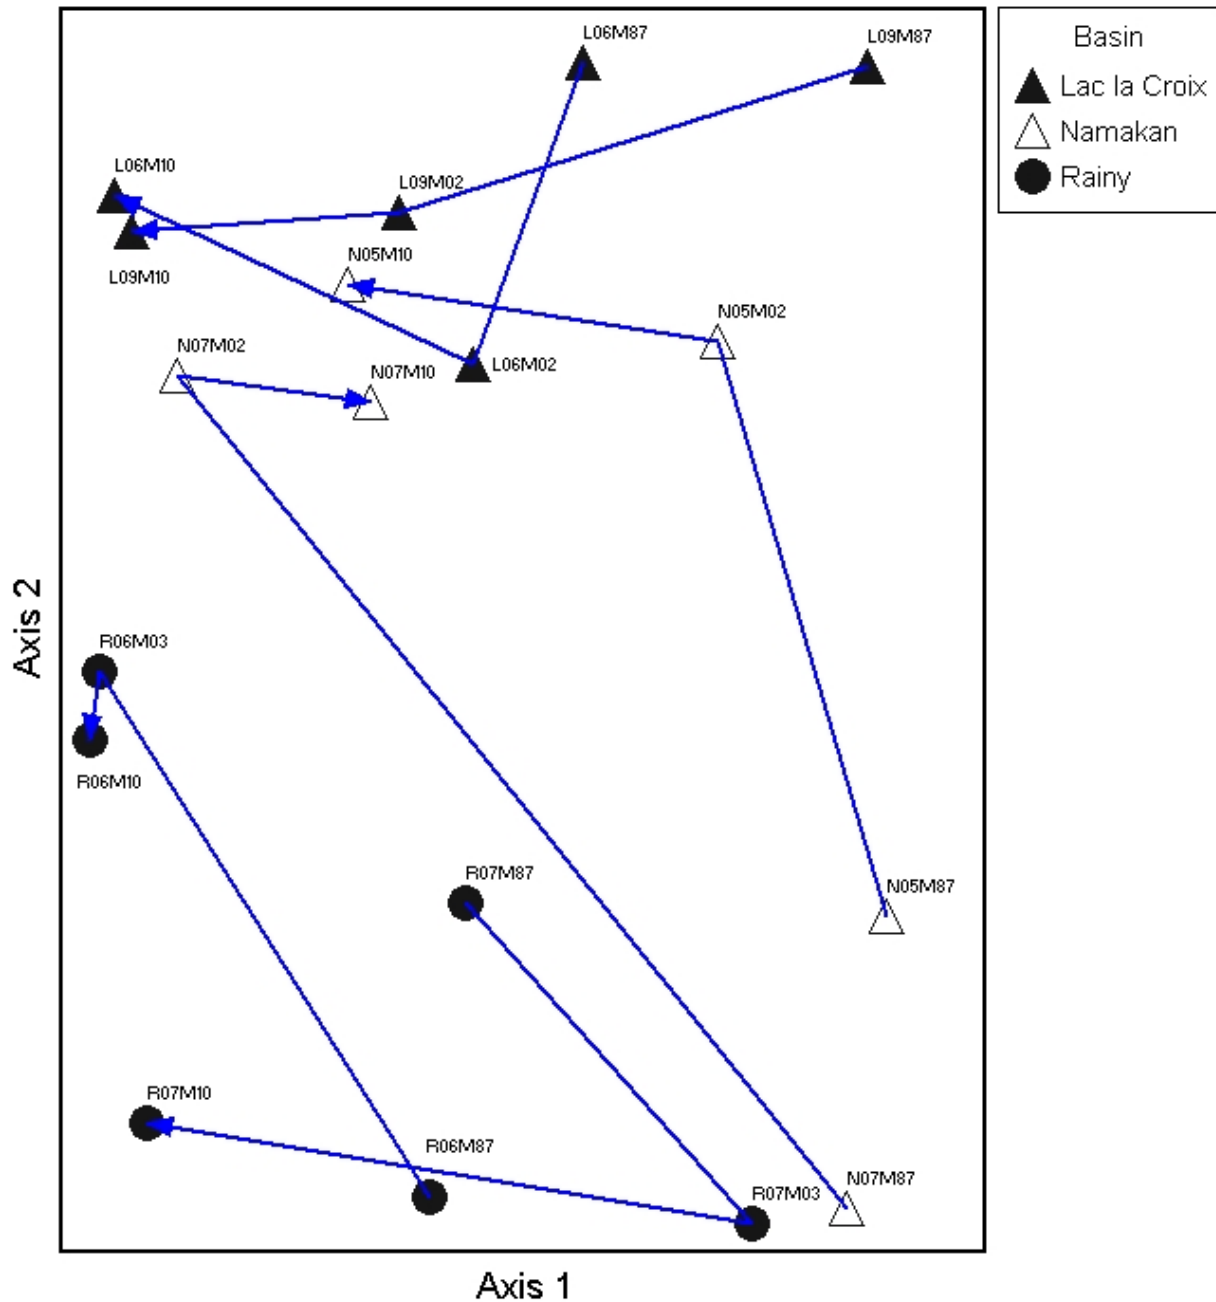 L06M87
L09M87
L06M10
L09M02
L09M10
N05M10
N05M02
N07M02
L06M02
N07M10
R06M03
R06M10
R07M87
N05M87
R07M10
R06M87
N07M87
R07M03
Axis 2
Axis 1
Basin
Lac la Croix
Namakan
Rainy